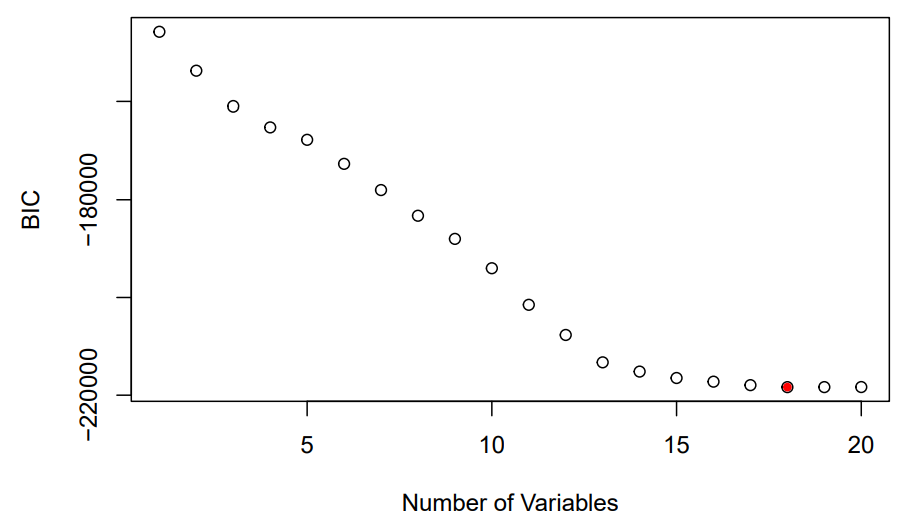 BIC
−180000
−220000
5 10 15 20
Number of Variables